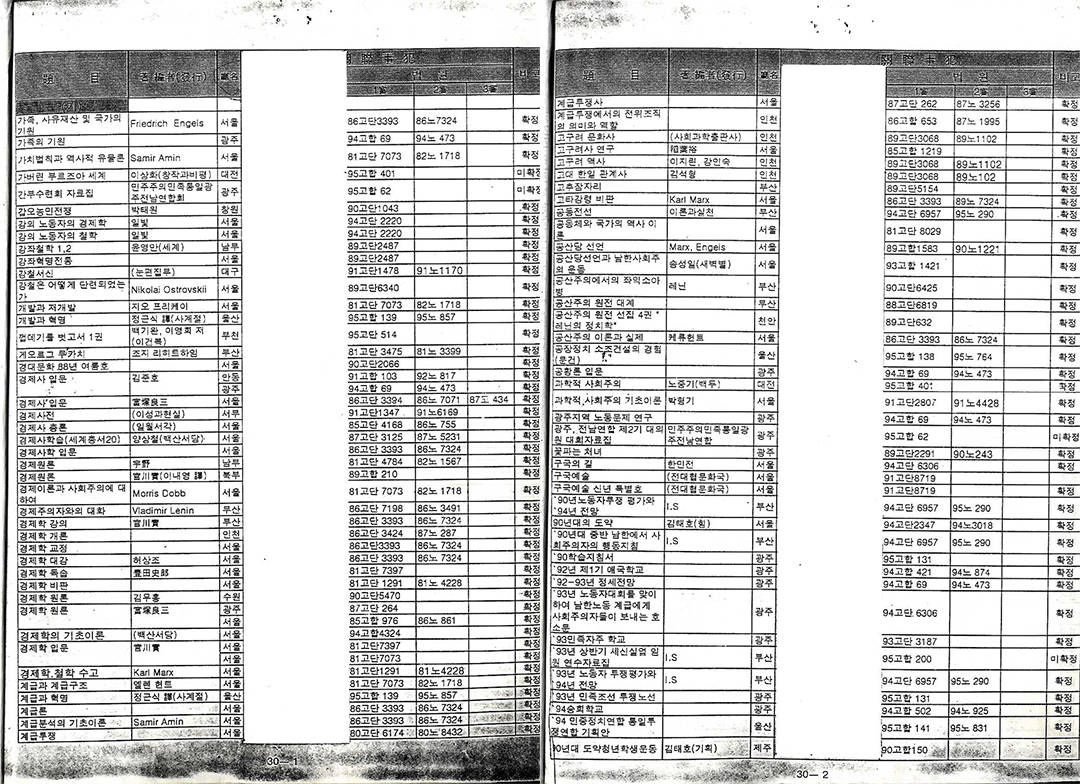 關聯事犯
題 目 著編者(發行) 署名 법 원 비고
1심 2심 3심
가족, 사유재산 및 국가의 기원 Friedrich Engels 서울 86고단3393 86노7324 확정
가족의 기원 광주 94고합 69 94노 473 확정
가치법칙과 역사적 유물론 Samir Amin 서울 81고단 7073 82노 1718 확정
가버린 부르조아 세계 이상화(창작과비평) 대전 95고합 401 미확정
간부수련회 자료집 민주주의민족통일광주전남연합회 광주 95고합 62 미확정
갑오농민전쟁 박태원 창원 90고단1043 확정
강의 노동자의 경제학 일빛 서울 94고단 2220 확정
강의 노동자의 철학 일빛 서울 94고단 2220 확정
강좌철학 1,2 윤영만(세계) 남부 89고단2487 확정
강좌혁명전통 서울 89고단2487 확정
강철서신 (눈편집부) 대구 91고단1478 91노1170 확정
강철은 어떻게 단련되었는가 Nikolai Ostrovskii 서울 89고단6340 확정
개발과 저개발 지오 프리케이 서울 81고단 7073 82노 1718 확정
개발과 혁명 정근식 譯(사계절) 울산 95고합 139 95노 857 확정
껍데기를 벗고서 1권 백기완, 이영희 저 (이건복) 부천 95고단 514 확정
게오르그 루카치 조지 리히트하임 부산 81고단 3475 81노 3399 확정
경대문화 88년 여름호 서울 90고단2066 확정
경제사 입문 김준호 안동 91고합 103 92노 817 확정
광주 94고합 69 94노 473 확정
경제사 입문 富塚良三 서울 86고단 3394 86노 7071 87도 434 확정
경제사전 (이성과현실) 서부 91고단1347 91노6169 확정
경제사 총론 (일월서각) 서울 85고단 4168 86노 755 확정
경제사학습(세계총서20) 양상철(백산서당) 서울 87고단 3125 87노 5231 확정
경제사학 입문 서울 86고단 3393 86노 7324 확정
경제원론 宇野 남부 81고단 4784 82노 1567 확정
경제원론 宮川實(이내영 譯) 북부 89고합 210 확정
경제이론과 사회주의에 대하여 Morris Dobb 서울 81고단 7073 82노 1718 확정
경제주의자와의 대화 Vladimir Lenin 부산 86고단 7198 86노 3491 확정
경제학 강의 宮川實 부산 86고단 3393 86노 7324 확정
경제학 개론 인천 86고단 3424 87노 287 확정
경제학 교정 서울 86고단3393 86노 7324 확정
경제학 대강 허상조 서울 86고단 3393 86노 7324 확정
경제학 독습 豊田史郎 서울 81고단 7397 확정
경제학 비판 서울 81고단 1291 81노 4228 확정
경제학 원론 김우홍 수원 90고단5470 확정
경제학 원론 富塚良三 광주 87고단 264 확정
서울 85고합 976 86노 861 확정
경제학의 기초이론 (백산서당) 서울 94고합4324 확정
경제학 입문 宮川實 서울 81고단7397 확정
서울 81고단7073 확정
경제학,철학 수고 Karl Marx 서울 81고단1291 81노4228 확정
계급과 계급구조 엘렌 헌트 서울 81고단 7073 82노 1718 확정
계급과 혁명 정근식 譯(사계절) 울산 95고합 139 95노 857 확정
계급론 서울 86고단 3393 86노 7324 확정
계급분석의 기초이론 Samir Amin 서울 86고단 3393 86노 7324 확정
계급투쟁 서울 80고단 6174 80노 8432 확정
30— 1
關聯事犯
題 目 著編者(發行) 署名 법 원 비고
1심 2심 3심
계급투쟁사 서울 87고단 262 87노 3256 확정
계급투쟁에서의 전위조직의 의미와 역할 인천 86고합 653 87노 1995 확정
고구려 문화사 (사회과학출판사) 인천 89고단3068 89노1102 확정
고구려사 연구 서울 85고합 1219 확정
고구려 역사 이지린, 강인숙 인천 89고단3068 89노1102 확정
고대 한일 관계사 김석형 인천 89고단3068 89노102 확정
고추잠자리 부산 89고단5154 확정
고타강령 비판 Karl Marx 서울 86고단 3393 89노 7324 확정
공동전선 이론과실천 부산 94고단 6957 95노 290 확정
공동체와 국가의 역사 이론 서울 81고단 8029 확정
공산당 선언 Marx, Engels 서울 89고합1583 90노1221 확정
공산당선언과 남한사회주의 운동 송성일(새벽별) 서울 93고합 1421 확정
공산주의에서의 좌익소아병 레닌 부산 90고단6425 확정
공산주의 원전 대계 부산 88고단6819 확정
공산주의 원전 선집 4권 "레닌의 정치학" 천안 89고단632 확정
공산주의 이론과 실제 케류헌트 서울 86고단 3393 86노 7324 확정
공장정치 소조건설의 경험(문건) 울산 95고합 138 95노 764 확정
공황론 입문 광주 94고합 69 94노 473 확정
과학적 사회주의 노중기(백두) 대전 95고합 401 확정
과학적,사회주의 기초이론 박형기 서울 91고단2807 91노4428 확정
광주지역 노동문제 연구 광주 94고합 69 94노 473 확정
광주, 전남연합 제2기 대의원 대회자료집 민주주의민족통일광주전남연합 광주 95고합 62 미확정
꽃파는 처녀 광주 89고단2291 90노243 확정
구국의 길 한민전 서울 94고단 6306 확정
구국예술 (전대협문화국) 서울 91고단8719 확정
구국예술 신년 특별호 (전대협문화국) 서울 91고단8719 확정
'90년노동자투쟁 평가와 '94년 전망 I.S 부산 94고단 6957 95노 290 확정
90년대의 도약 김태호(힘) 서울 94고단2347 94노3018 확정
'90년대 중반 남한에서 사회주의자의 행동지침 I.S 부산 94고단 6957 95노 290 확정
'90학습지침서 광주 95고합 131 확정
'92년 제1기 애국학교 광주 94고합 421 94노 874 확정
'92-93년 정세전망 광주 94고합 69 94노 473 확정
'93년 노동자대회를 맞이하여 남한노동 계급에게 사회주의자들이 보내는 호소문 광주 94고단 6306 확정
'93민족자주 학교 광주 93고단 3187 확정
'93년 상반기 세신실업 임원 연수자료집 I.S 부산 95고합 200 미확정
'93년 노동자 투쟁평가와 '94년 전망 I.S 부산 94고단 6957 95노 290 확정
'93년 민족조선 투쟁노선 광주 95고합 131 확정
'94승희학교 광주 94고합 502 94노 925 확정
'94 민중정치연합 통일투쟁연합 기획안 울산 95고합 141 95노 831 확정
90년대 도약청년학생운동 김태호(기획) 제주 90고합150 확정
30— 2